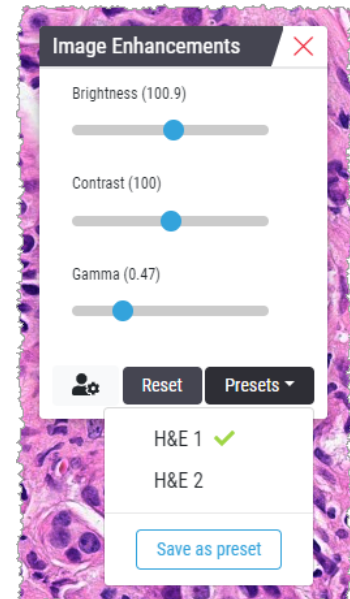 Image Enhancements
Brightness (100.9)
Contrast (100)
Gamma (0.47)
Reset Presets
H&E 1
H&E 2
Save as preset